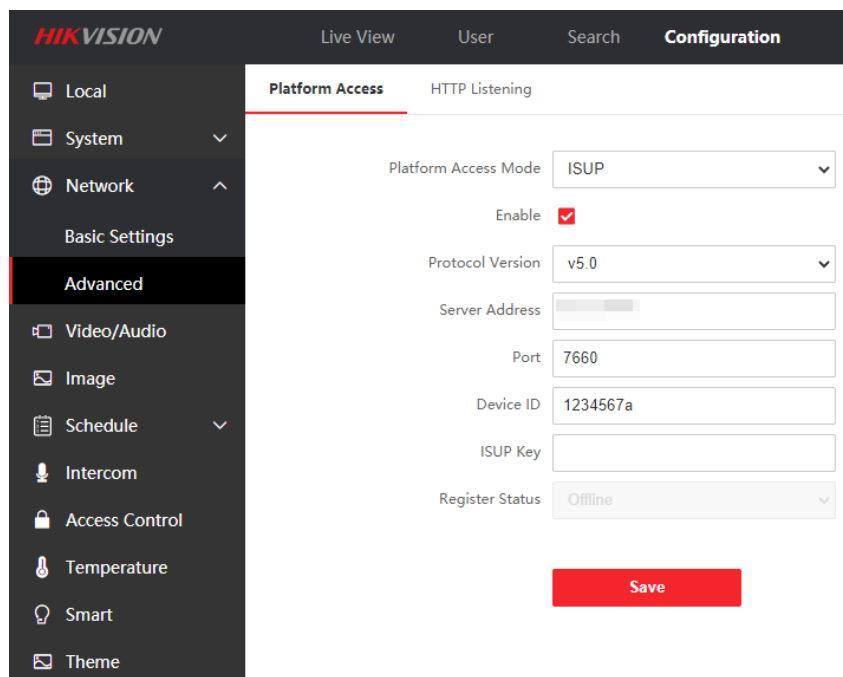 HIKVISION Live View User Search Configuration
Local
System
Network
Basic Settings
Advanced
Video/Audio
Image
Schedule
Intercom
Access Control
Temperature
Smart
Theme
Platform Access HTTP Listening
Platform Access Mode ISUP
Enable
Protocol Version v5.0
Server Address
Port 7660
Device ID 1234567a
ISUP Key
Register Status Offline
Save